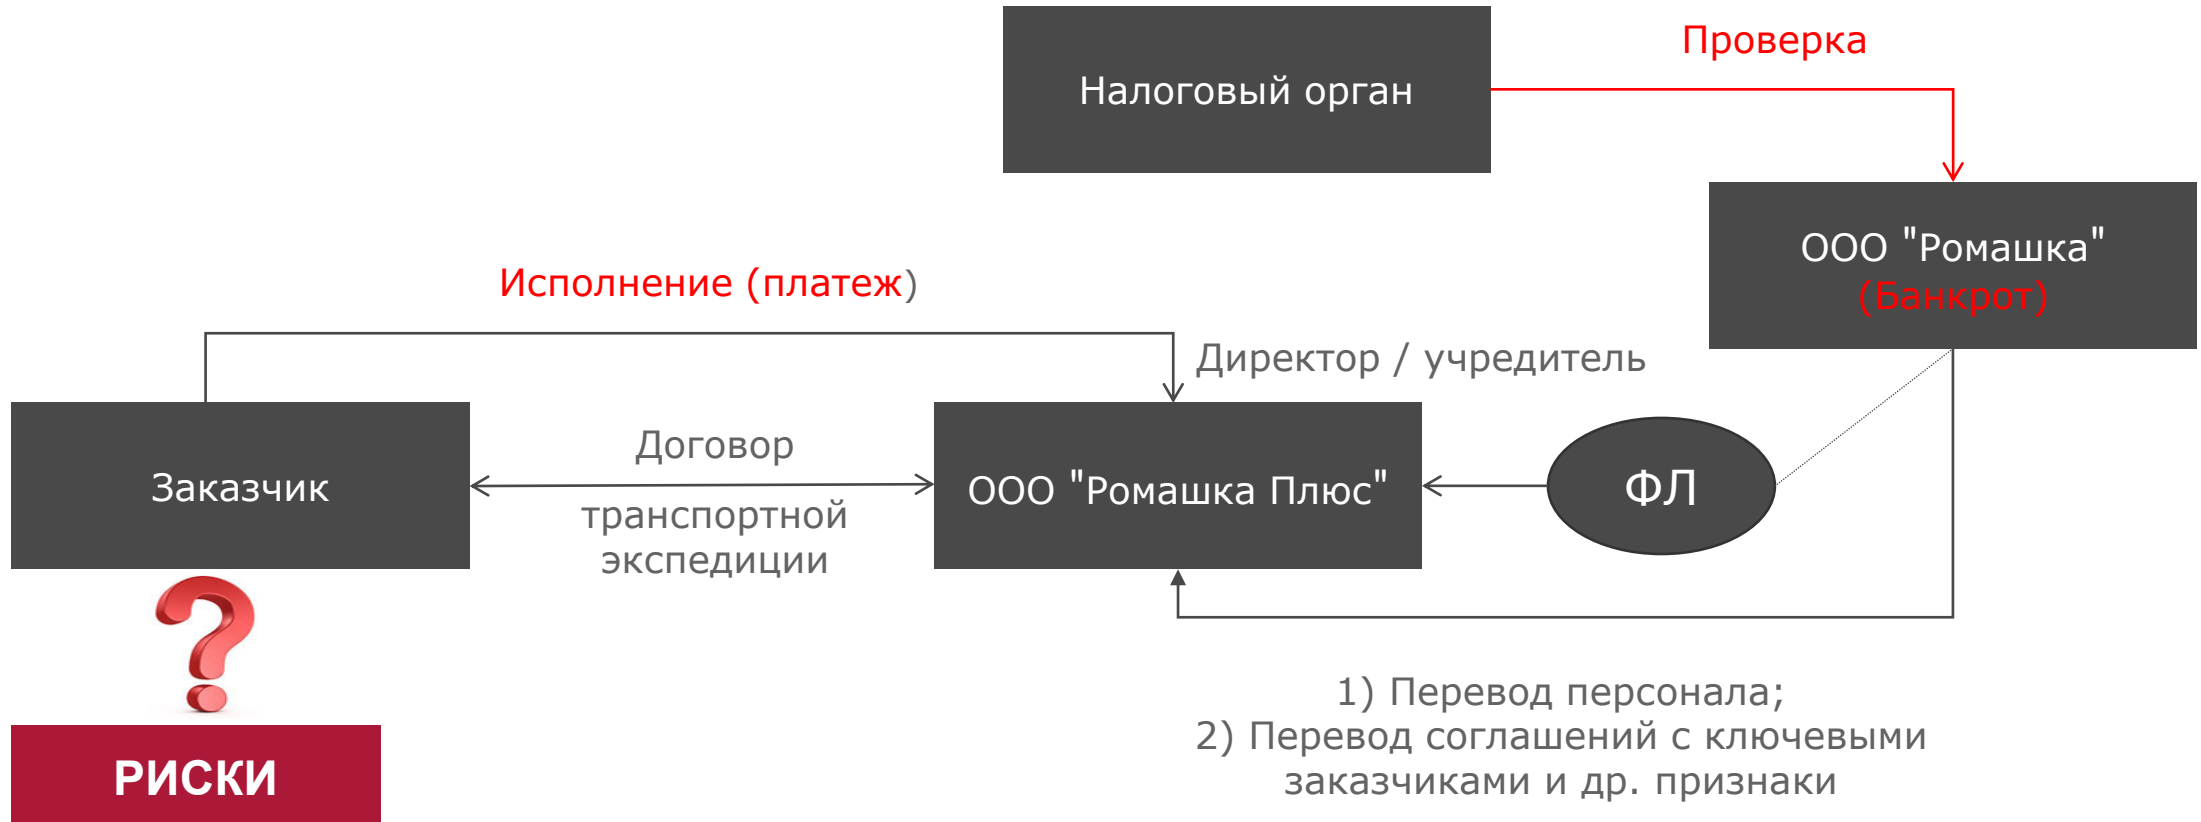 Налоговый орган
Проверка
ООО "Ромашка"
(Банкрот)
Исполнение (платеж)
Директор / учредитель
Заказчик
Договор
транспортной
экспедиции
ООО "Ромашка Плюс"
ФЛ
1) Перевод персонала;
2) Перевод соглашений с ключевыми
заказчиками и др. признаки
?
РИСКИ